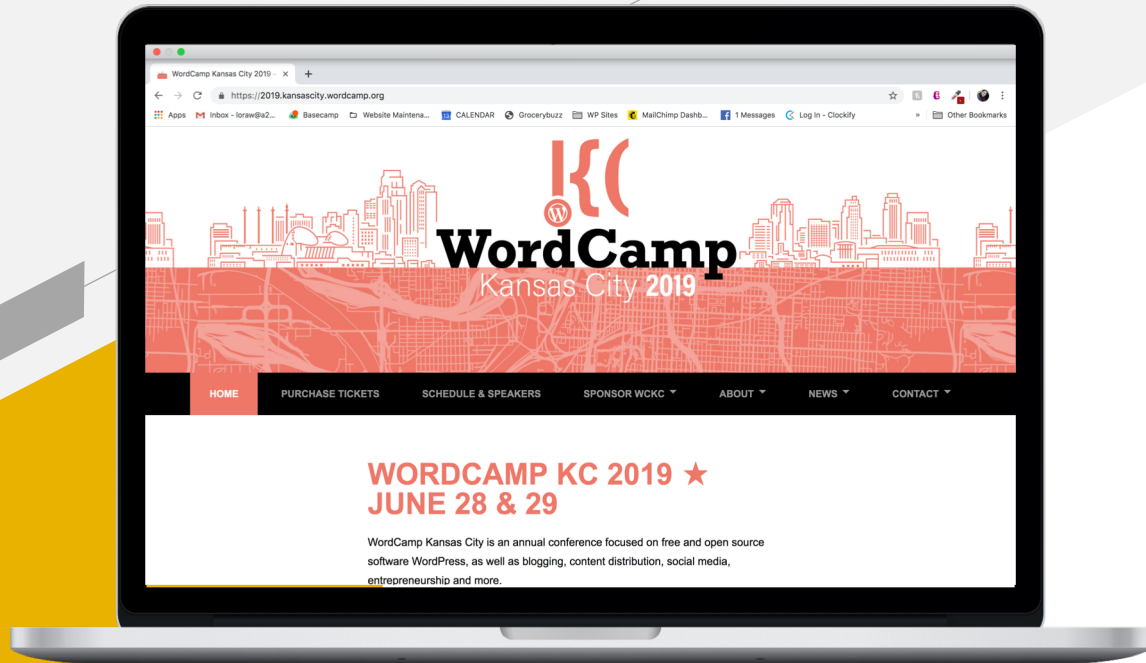 WordCamp Kansas City 2019 -
https://2019.kansascity.wordcamp.org
Apps Inbox - loraw@a2... Basecamp Website Maintena... CALENDAR Grocerybuzz WP Sites MailChimp Dashb... 1 Messages Log In - Clockify » Other Bookmarks
K{(
WordCamp
Kansas City 2019
HOME PURCHASE TICKETS SCHEDULE & SPEAKERS SPONSOR WCKC ABOUT NEWS CONTACT
WORDCAMP KC 2019 ★
JUNE 28 & 29
WordCamp Kansas City is an annual conference focused on free and open source
software WordPress, as well as blogging, content distribution, social media,
entrepreneurship and more.